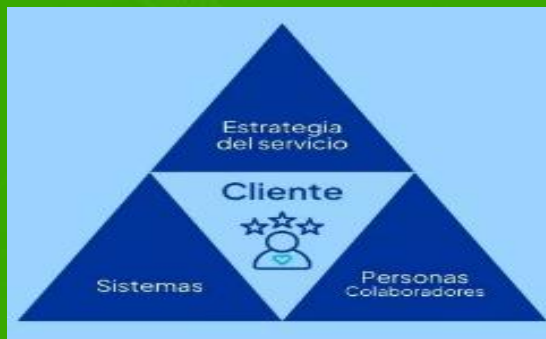 Estrategia
del servicio
Cliente
Sistemas
Personas
Colaboradores